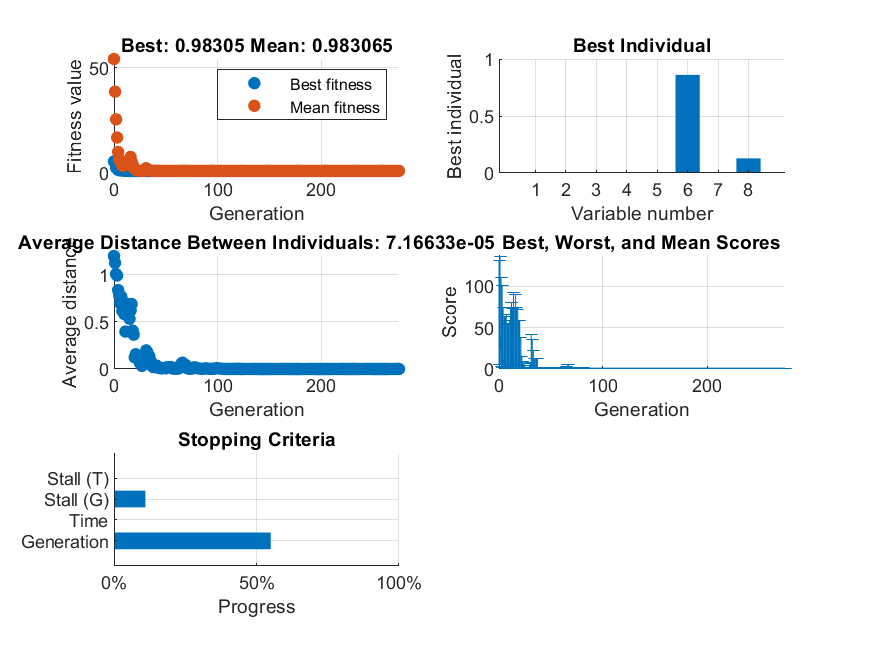 Best: 0.98305 Mean: 0.983065
Fitness value
50
0
Best fitness
Mean fitness
0 100 200
Generation
Best Individual
Best individual
1
0.5
0
1 2 3 4 5 6 7 8
Variable number
Average Distance Between Individuals: 7.16633e-05
Average distance
1
0.5
0
0 100 200
Generation
Best, Worst, and Mean Scores
Score
100
50
0
0 100 200
Generation
Stopping Criteria
Stall (T)
Stall (G)
Time
Generation
0% 50% 100%
Progress